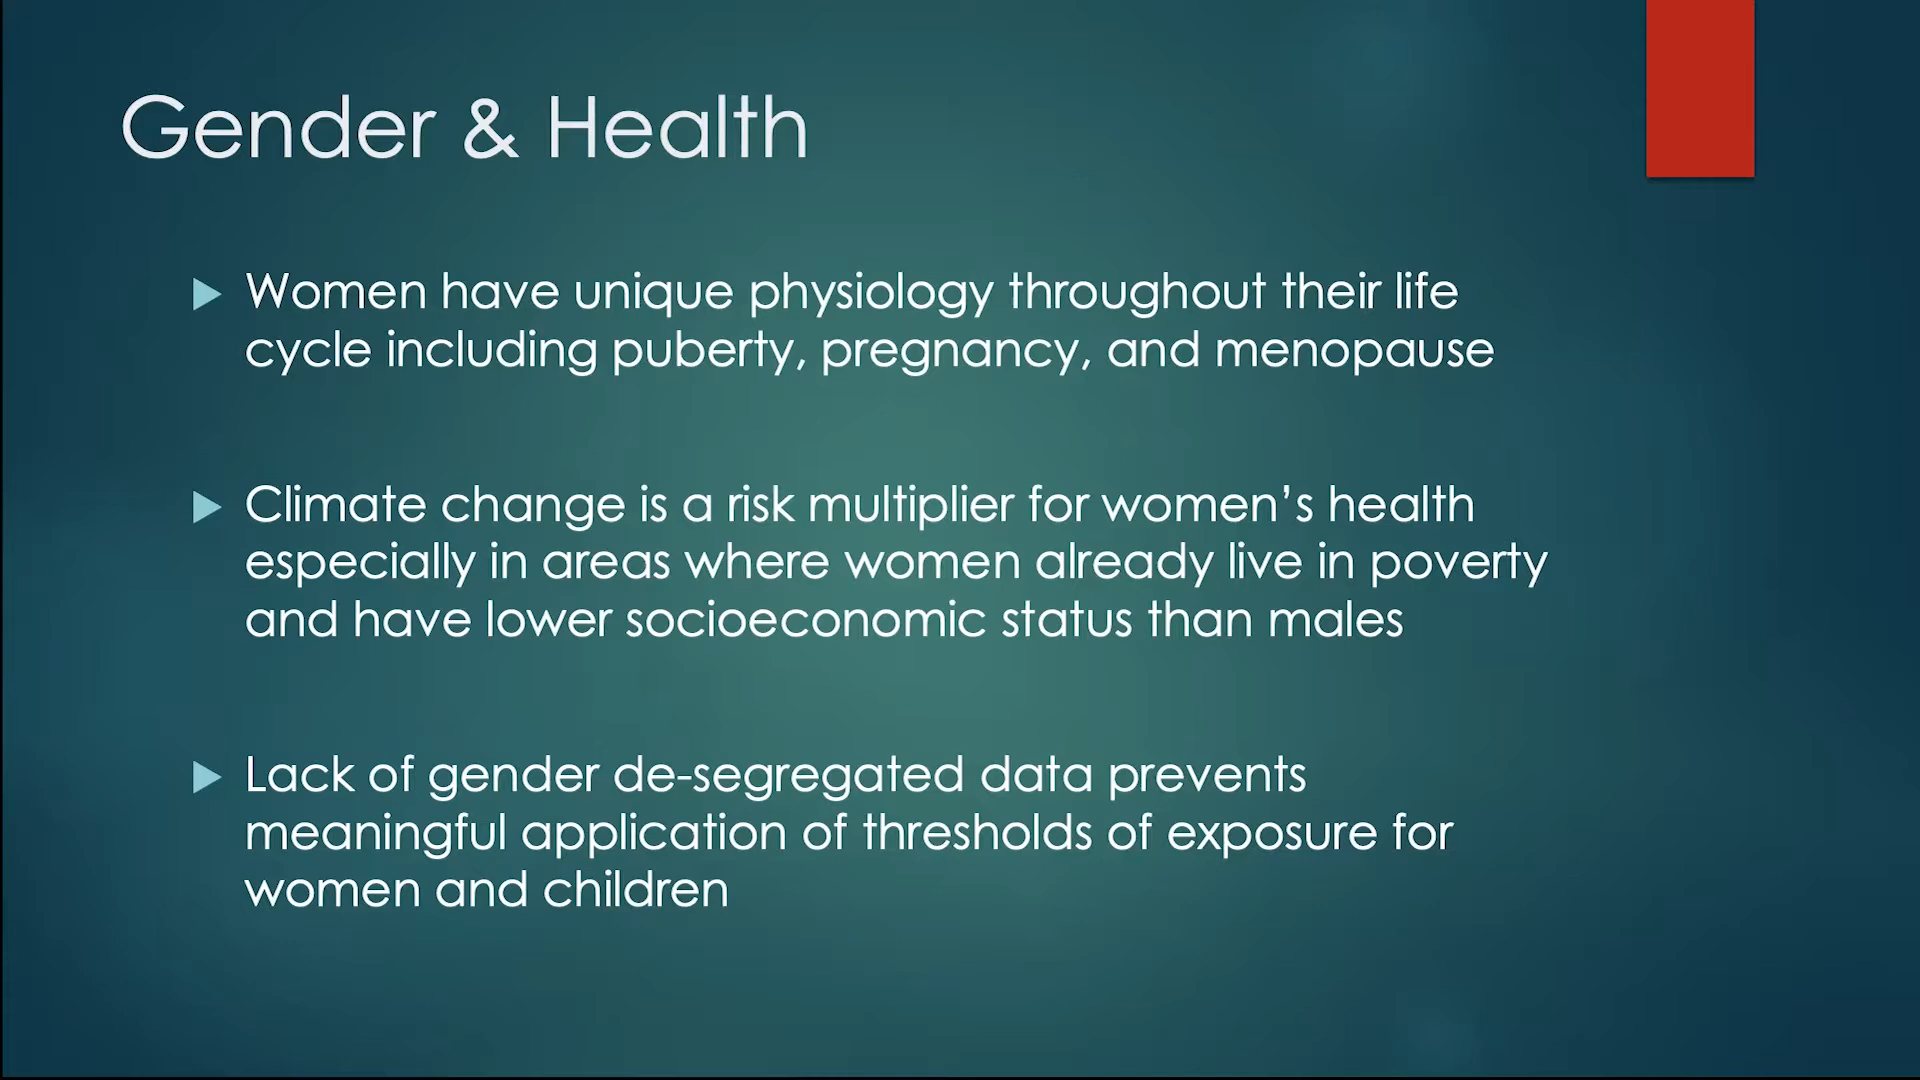 Gender & Health
Women have unique physiology throughout their life
cycle including puberty, pregnancy, and menopause
Climate change is a risk multiplier for women’s health
especially in areas where women already live in poverty
and have lower socioeconomic status than males
Lack of gender de-segregated data prevents
meaningful application of thresholds of exposure for
women and children